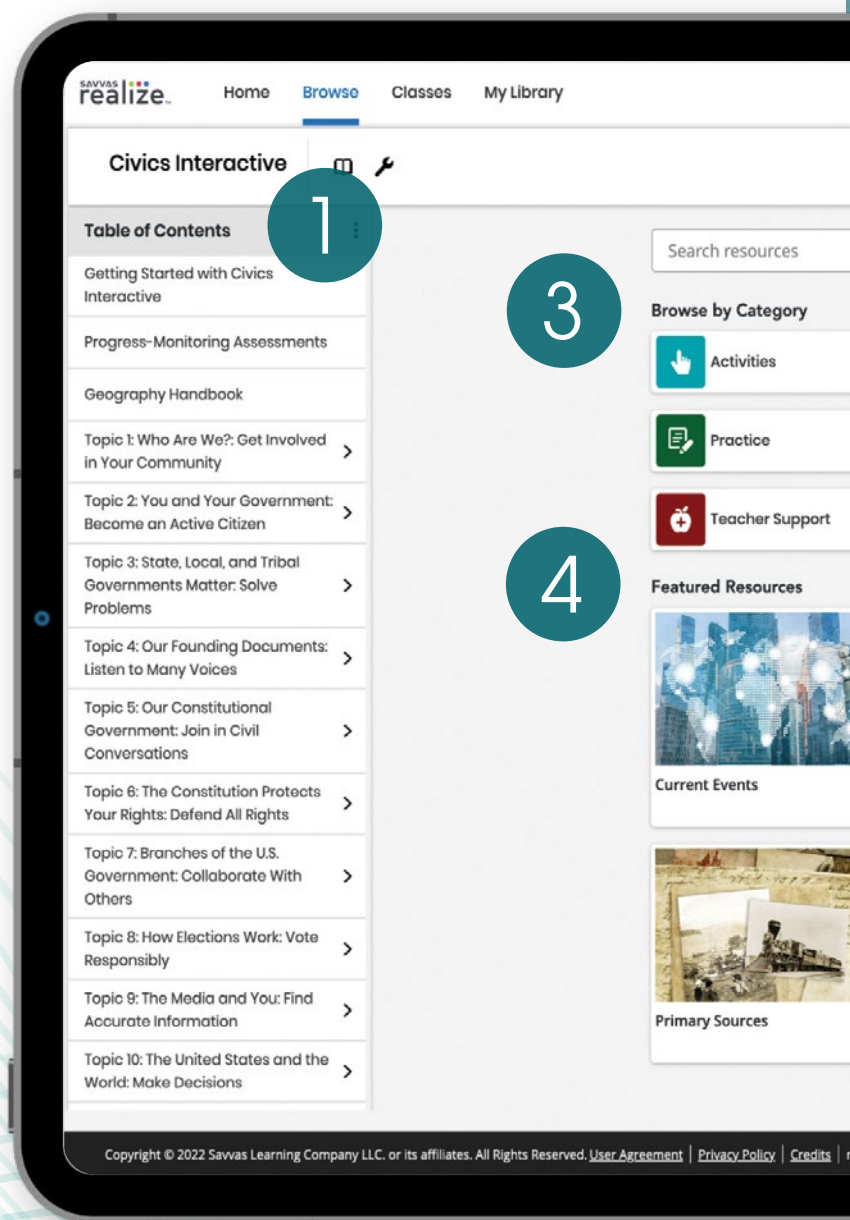 SAVVAS
realize™
Home Browse Classes My Library
Civics Interactive
1
Table of Contents
Getting Started with Civics
Interactive
Progress-Monitoring Assessments
Geography Handbook
Topic 1: Who Are We?: Get Involved
in Your Community
Topic 2: You and Your Government:
Become an Active Citizen
Topic 3: State, Local, and Tribal
Governments Matter: Solve
Problems
Topic 4: Our Founding Documents:
Listen to Many Voices
Topic 5: Our Constitutional
Government: Join in Civil
Conversations
Topic 6: The Constitution Protects
Your Rights: Defend All Rights
Topic 7: Branches of the U.S.
Government: Collaborate With
Others
Topic 8: How Elections Work: Vote
Responsibly
Topic 9: The Media and You: Find
Accurate Information
Topic 10: The United States and the
World: Make Decisions
Search resources
3
Browse by Category
Activities
Practice
Teacher Support
4
Featured Resources
Current Events
Primary Sources
Copyright © 2022 Savvas Learning Company LLC. or its affiliates. All Rights Reserved. User Agreement | Privacy Policy | Credits |